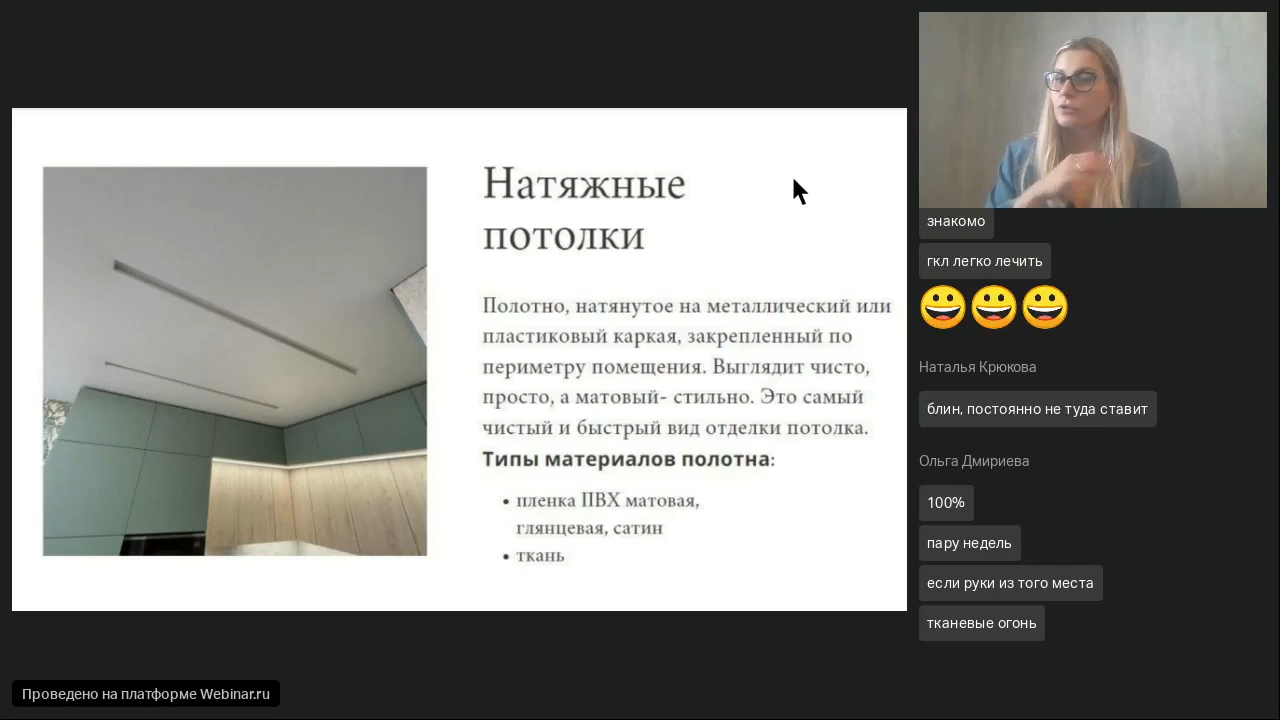 Натяжные
потолки
Полотно, натянутое на металлический или
пластиковый каркая, закрепленный по
периметру помещения. Выглядит чисто,
просто, а матовый- стильно. Это самый
чистый и быстрый вид отделки потолка.
Типы материалов полотна:
• пленка ПВХ матовая,
глянцевая, сатин
• ткань
знакомо
гкл легко лечить
Наталья Крюкова
блин, постоянно не туда ставит
Ольга Дмириева
100%
пару недель
если руки из того места
тканевые огонь
Проведено на платформе Webinar.ru